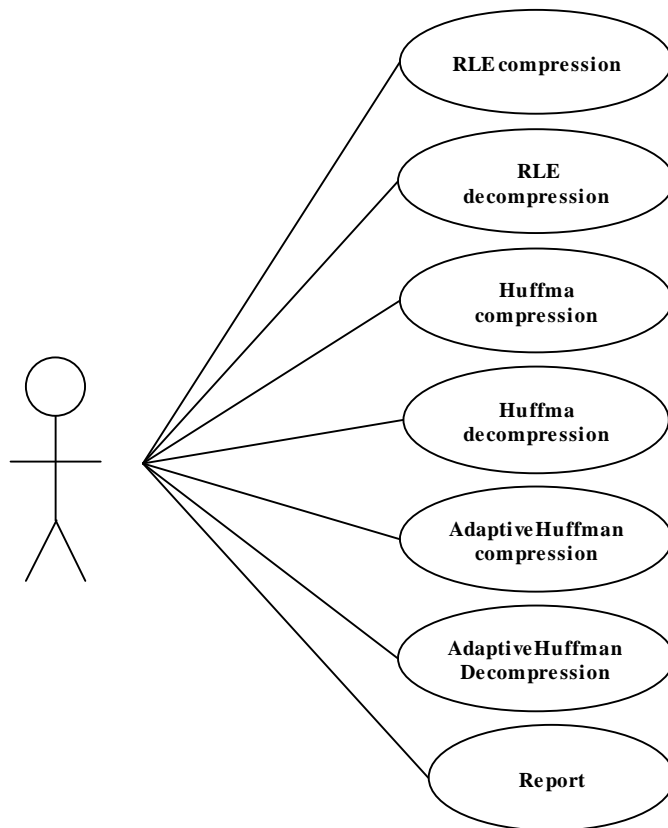 RLE compression
RLE
decompression
Huffma
compression
Huffma
decompression
Adaptive Huffman
compression
Adaptive Huffman
Decompression
Report